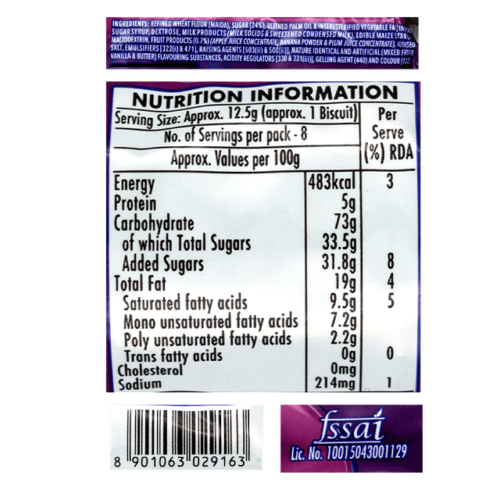 INGREDIENTS: REFINED WHEAT FLOUR (MAIDA), SUGAR (24%), REFINED PALM OIL & INTERESTERIFIED VEGETABLE FAT
SUGAR SYRUP, DEXTROSE, MILK PRODUCTS (MILK SOLIDS & SWEETENED CONDENSED MILK), EDIBLE MAIZE
MALTODEXTRIN, FRUIT PRODUCTS (0.7%) (APPLE JUICE CONCENTRATE, BANANA POWDER & PLUM JUICE CONCENTRATE), IODISED
SALT, EMULSIFIERS [322(i) & 471], RAISING AGENTS [503(ii) & 500(ii)], NATURE IDENTICAL AND ARTIFICIAL (MIXED FRUIT,
VANILLA & BUTTER) FLAVOURING SUBSTANCES, ACIDITY REGULATORS [330 & 331(iii)], GELLING AGENT (440) AND COLOUR
NUTRITION INFORMATION
Serving Size: Approx. 12.5g (approx. 1 Biscuit) Per
No. of Servings per pack - 8 Serve
Approx. Values per 100g (%) RDA
Energy 483kcal 3
Protein 5g
Carbohydrate 73g
of which Total Sugars 33.5g
Added Sugars 31.8g 8
Total Fat 19g 4
Saturated fatty acids 9.5g 5
Mono unsaturated fatty acids 7.2g
Poly unsaturated fatty acids 2.2g
Trans fatty acids 0g 0
Cholesterol 0mg
Sodium 214mg 1
8 901063 029163
fssai
Lic. No. 10015043001129